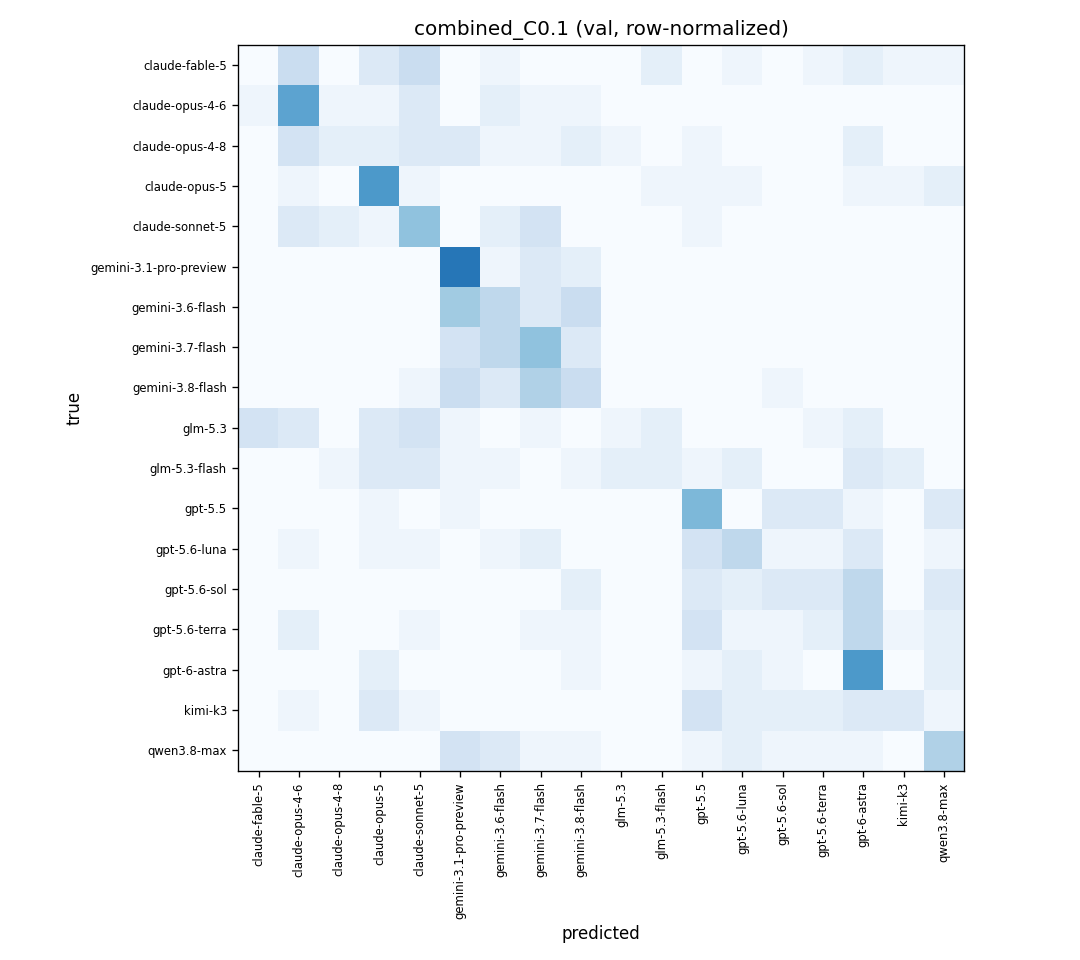 combined_C0.1 (val, row-normalized)
claude-fable-5
claude-opus-4-6
claude-opus-4-8
claude-opus-5
claude-sonnet-5
gemini-3.1-pro-preview
gemini-3.6-flash
gemini-3.7-flash
gemini-3.8-flash
glm-5.3
glm-5.3-flash
gpt-5.5
gpt-5.6-luna
gpt-5.6-sol
gpt-5.6-terra
gpt-6-astra
kimi-k3
qwen3.8-max
true
claude-fable-5
claude-opus-4-6
claude-opus-4-8
claude-opus-5
claude-sonnet-5
gemini-3.1-pro-preview
gemini-3.6-flash
gemini-3.7-flash
gemini-3.8-flash
glm-5.3
glm-5.3-flash
gpt-5.5
gpt-5.6-luna
gpt-5.6-sol
gpt-5.6-terra
gpt-6-astra
kimi-k3
qwen3.8-max
predicted